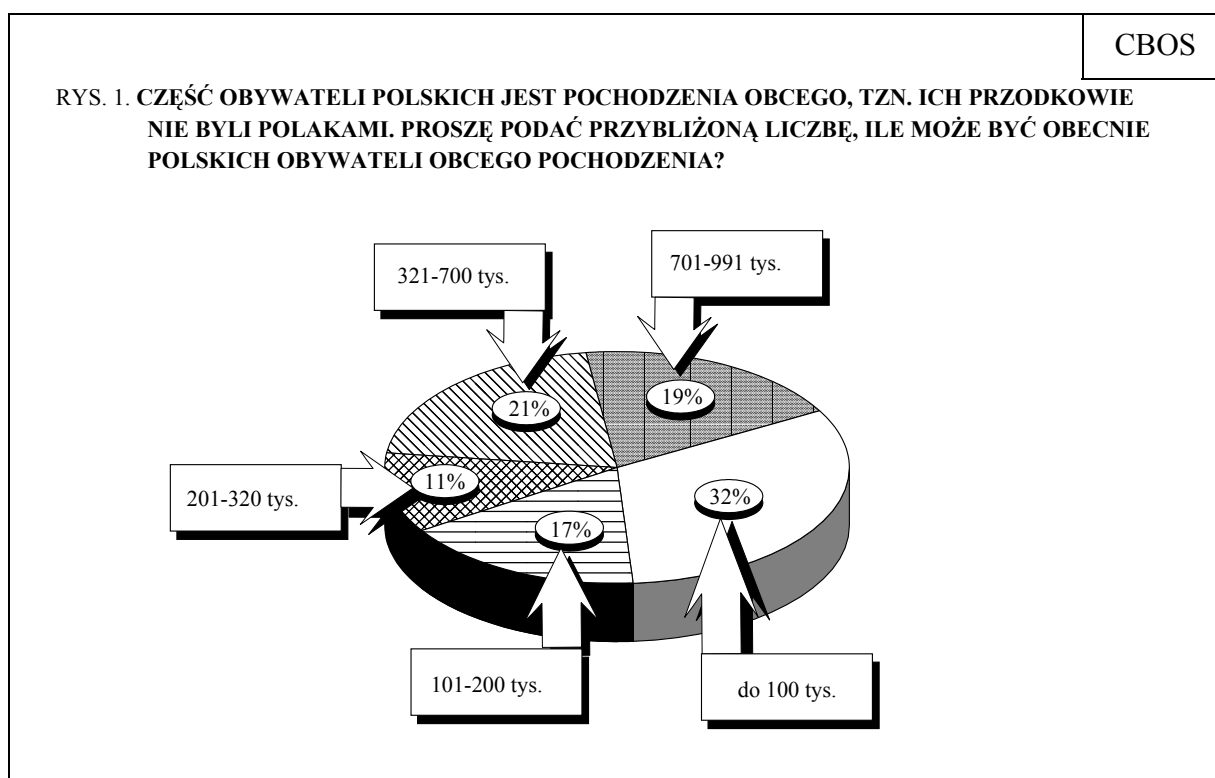 CBOS
RYS. 1. CZĘŚĆ OBYWATELI POLSKICH JEST POCHODZENIA OBCEGO, TZN. ICH PRZODKOWIE
NIE BYLI POLAKAMI. PROSZĘ PODAĆ PRZYBLIŻONĄ LICZBĘ, ILE MOŻE BYĆ OBECNIE
POLSKICH OBYWATELI OBCEGO POCHODZENIA?
321-700 tys.
701-991 tys.
21%
19%
201-320 tys.
11%
32%
17%
101-200 tys.
do 100 tys.